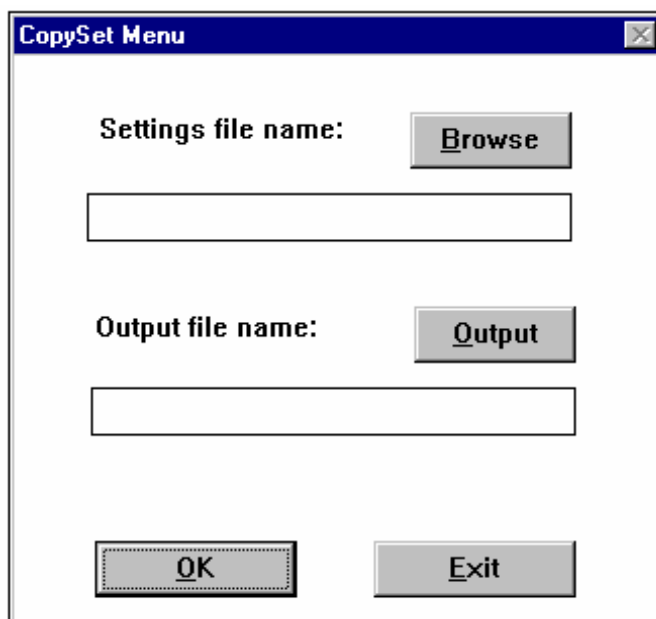 CopySet Menu
Settings file name:
Browse
Output file name:
Output
OK
Exit